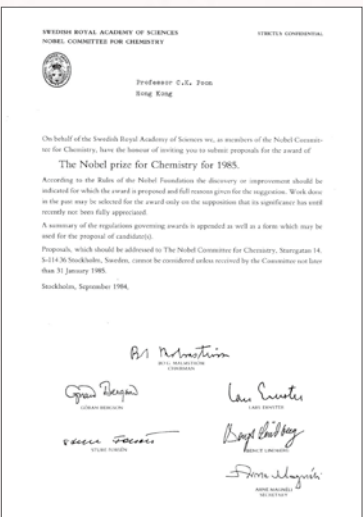 SWEDISH ROYAL ACADEMY OF SCIENCES
NOBEL COMMITTEE FOR CHEMISTRY
STRICTLY CONFIDENTIAL
Professor C.K. Poon
Hong Kong
On behalf of the Swedish Royal Academy of Sciences we, as members of the Nobel Commit-
tee for Chemistry, have the honour of inviting you to submit proposals for the award of
The Nobel prize for Chemistry for 1985.
According to the Rules of the Nobel Foundation the discovery or improvement should be
indicated for which the award is proposed and full reasons given for the suggestion. Work done
in the past may be selected for the award only on the supposition that its significance has until
recently not been fully appreciated.
A summary of the regulations governing awards is appended as well as a form which may be
used for the proposal of candidate(s).
Proposals, which should be addressed to The Nobel Committee for Chemistry, Sturegatan 14,
S-114 36 Stockholm, Sweden, cannot be considered unless received by the Committee not later
than 31 January 1985.
Stockholm, September 1984,
BO G. MALMSTRÖM
CHAIRMAN
GÖRAN BERGSON
LARS ERNSTER
STURE FORSÉN
BENGT LINDBERG
ARNE MAGNÉLI
SECRETARY